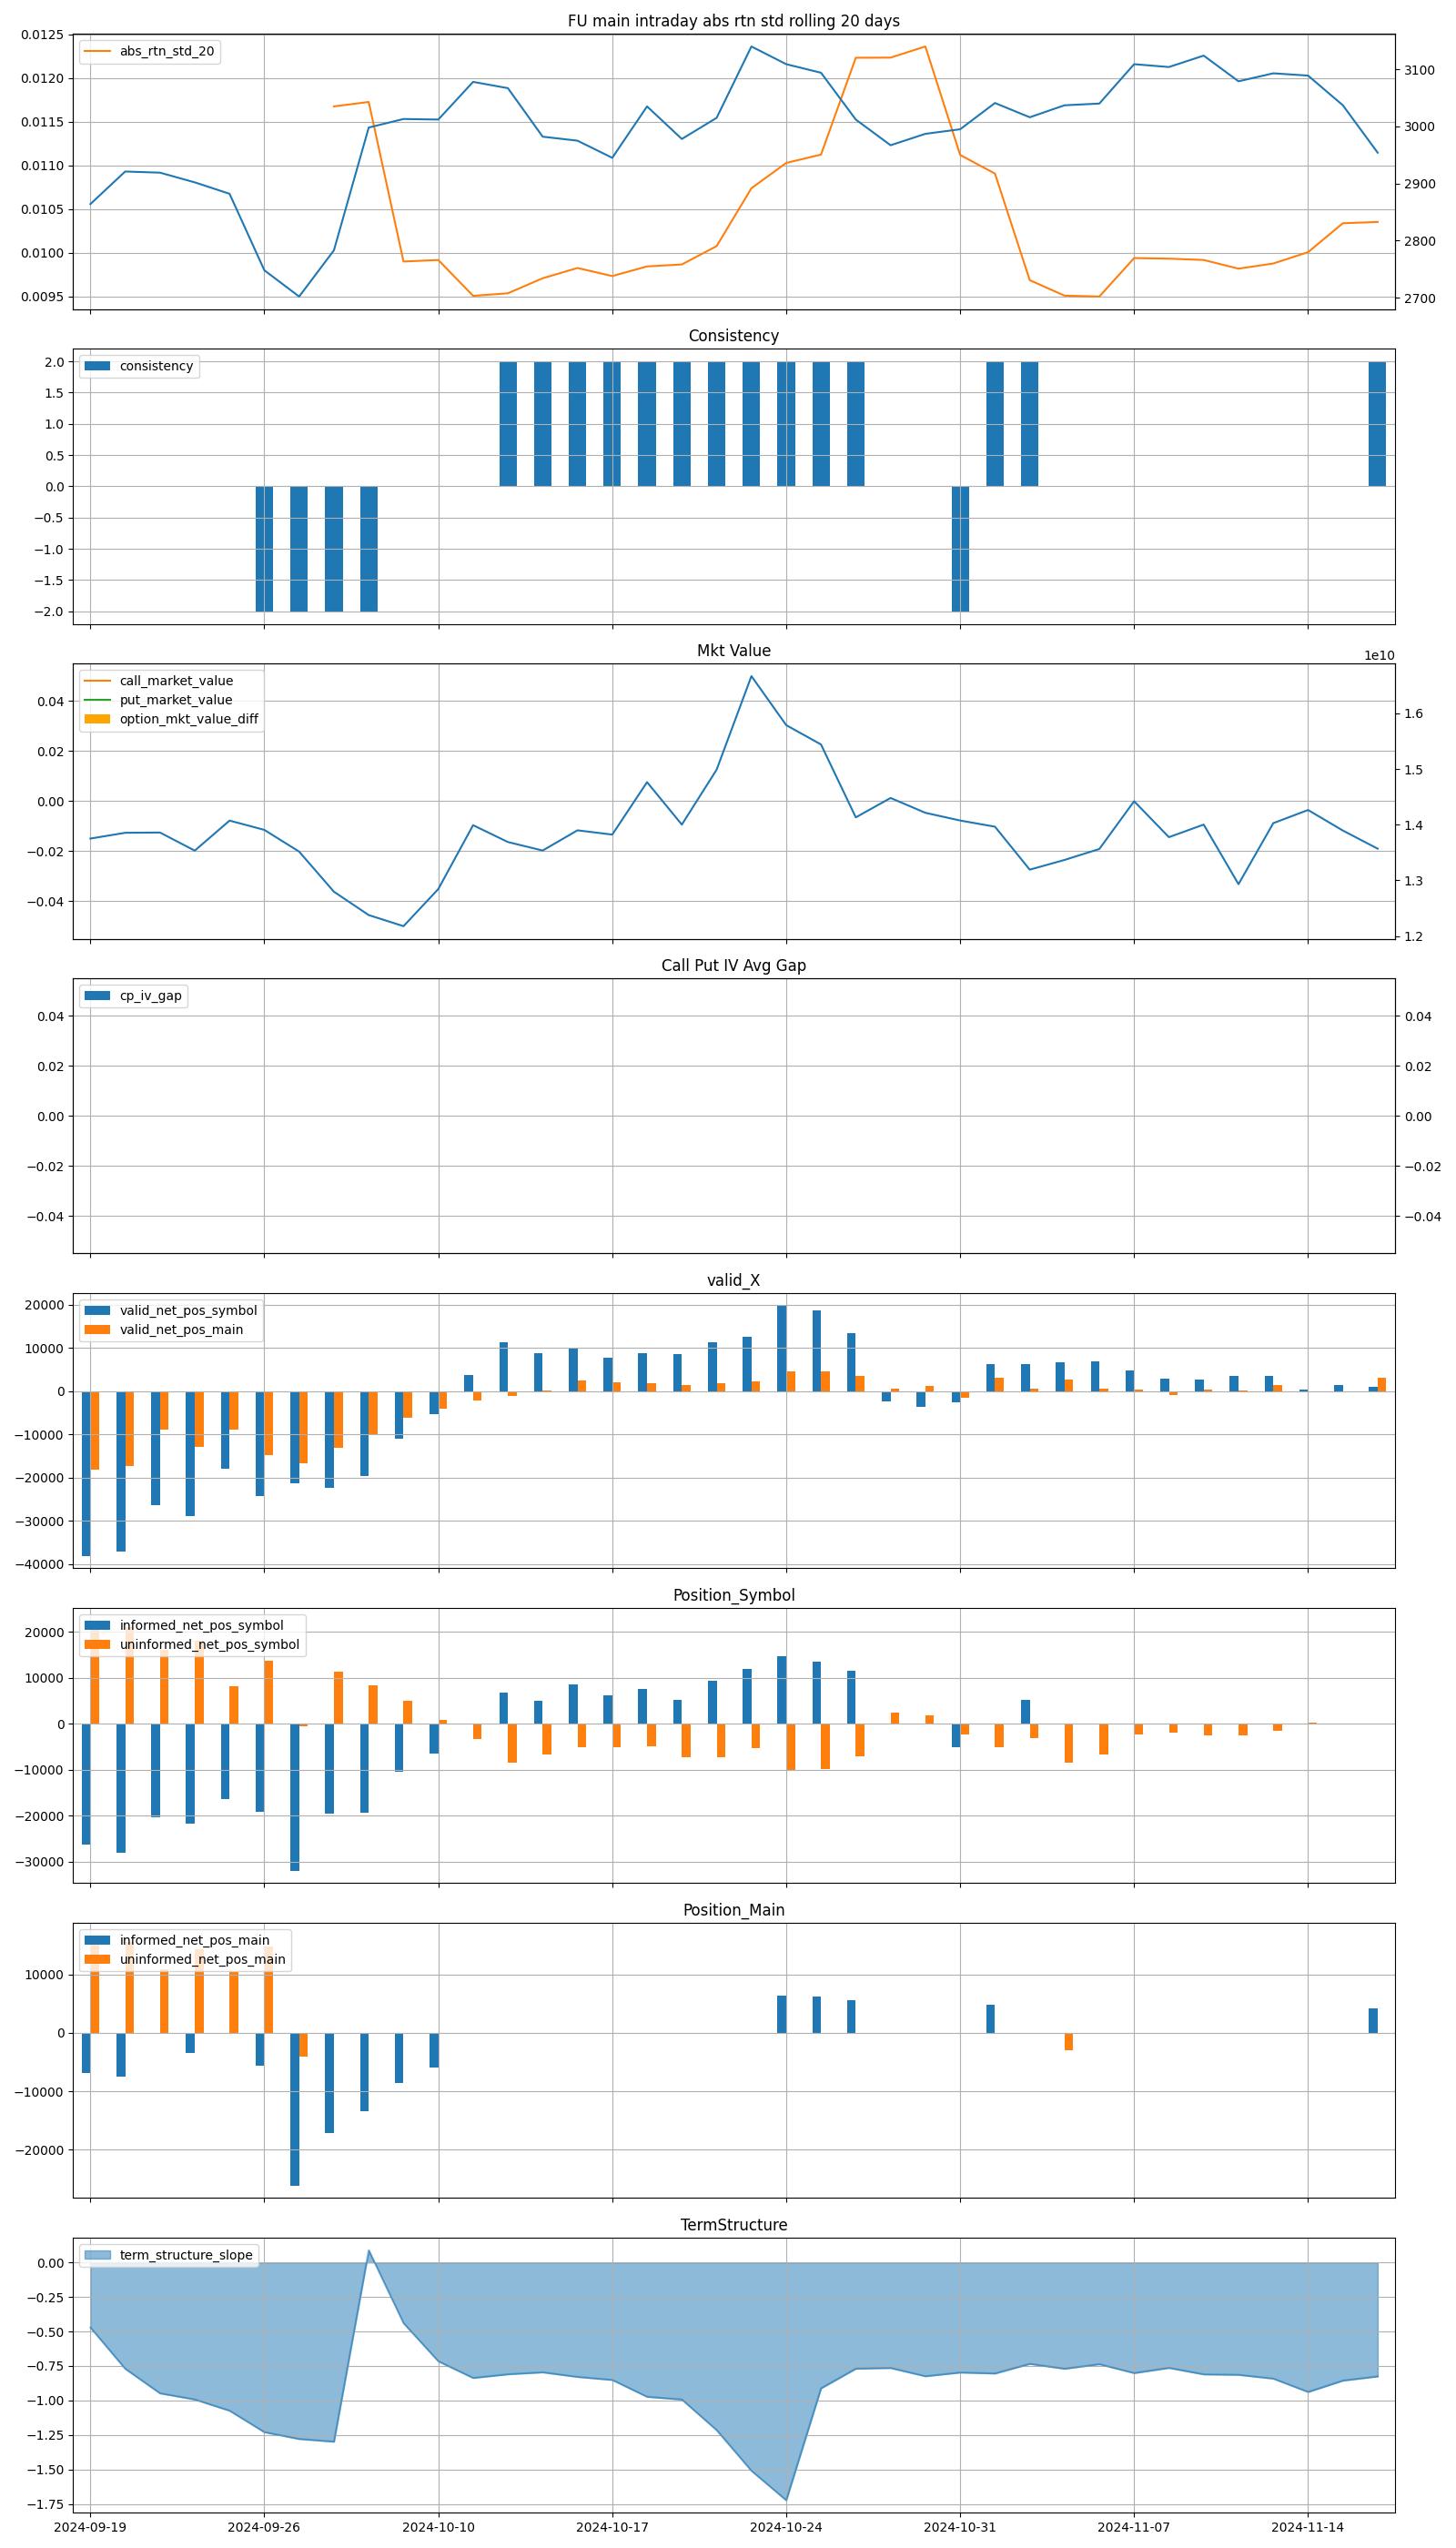 FU main intraday abs rtn std rolling 20 days
abs_rtn_std_20
0.0125
0.0120
0.0115
0.0110
0.0105
0.0100
0.0095
3100
3000
2900
2800
2700
Consistency
consistency
2.0
1.5
1.0
0.5
0.0
−0.5
−1.0
−1.5
−2.0
Mkt Value
1e10
call_market_value
put_market_value
option_mkt_value_diff
0.04
0.02
0.00
−0.02
−0.04
1.6
1.5
1.4
1.3
1.2
Call Put IV Avg Gap
cp_iv_gap
0.04
0.02
0.00
−0.02
−0.04
0.04
0.02
0.00
−0.02
−0.04
valid_X
valid_net_pos_symbol
valid_net_pos_main
20000
10000
0
−10000
−20000
−30000
−40000
Position_Symbol
informed_net_pos_symbol
uninformed_net_pos_symbol
20000
10000
0
−10000
−20000
−30000
Position_Main
informed_net_pos_main
uninformed_net_pos_main
10000
0
−10000
−20000
TermStructure
term_structure_slope
0.00
−0.25
−0.50
−0.75
−1.00
−1.25
−1.50
−1.75
2024-09-19 2024-09-26 2024-10-10 2024-10-17 2024-10-24 2024-10-31 2024-11-07 2024-11-14